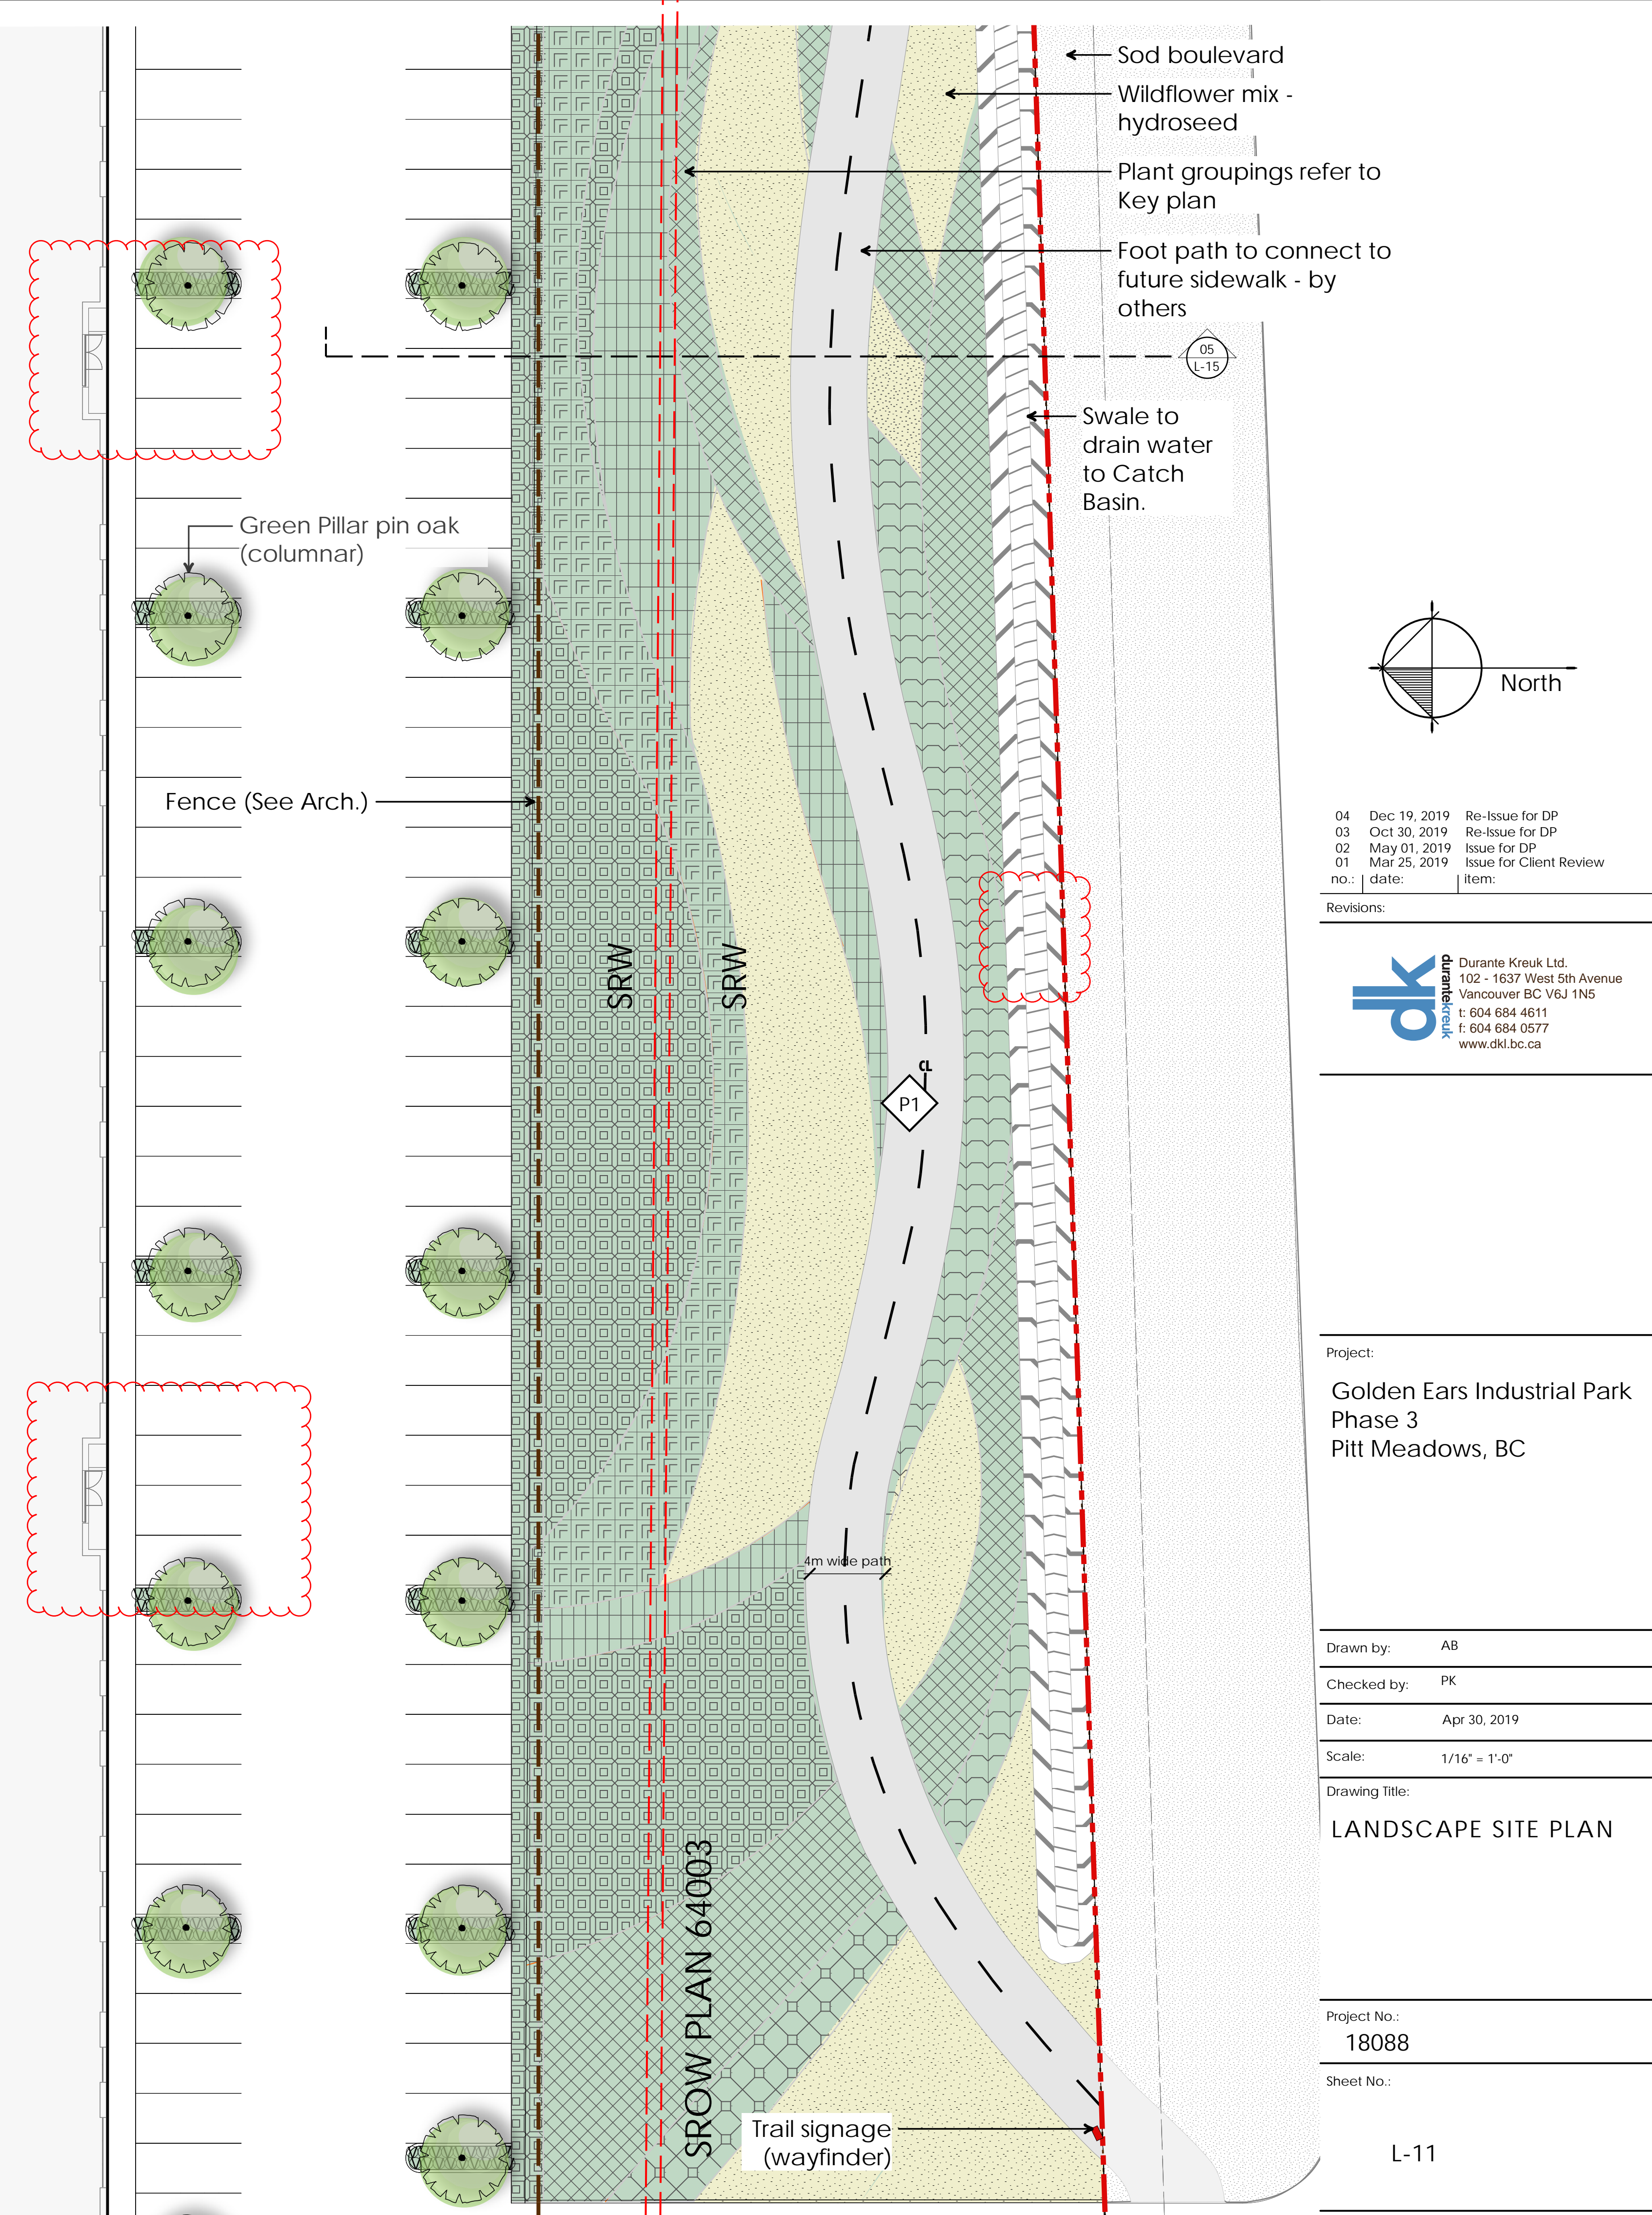 Sod boulevard
Wildflower mix -
hydroseed
Plant groupings refer to
Key plan
Foot path to connect to
future sidewalk - by
others
05
L-15
Swale to
drain water
to Catch
Basin.
Green Pillar pin oak
(columnar)
Fence (See Arch.)
SRW
SRW
CL
P1
4m wide path
SROW PLAN 64003
Trail signage
(wayfinder)
North
04 Dec 19, 2019 Re-Issue for DP
03 Oct 30, 2019 Re-Issue for DP
02 May 01, 2019 Issue for DP
01 Mar 25, 2019 Issue for Client Review
no.: date: item:
Revisions:
dk
durantekreuk
Durante Kreuk Ltd.
102 - 1637 West 5th Avenue
Vancouver BC V6J 1N5
t: 604 684 4611
f: 604 684 0577
www.dkl.bc.ca
Project:
Golden Ears Industrial Park
Phase 3
Pitt Meadows, BC
Drawn by: AB
Checked by: PK
Date: Apr 30, 2019
Scale: 1/16" = 1'-0"
Drawing Title:
LANDSCAPE SITE PLAN
Project No.:
18088
Sheet No.:
L-11